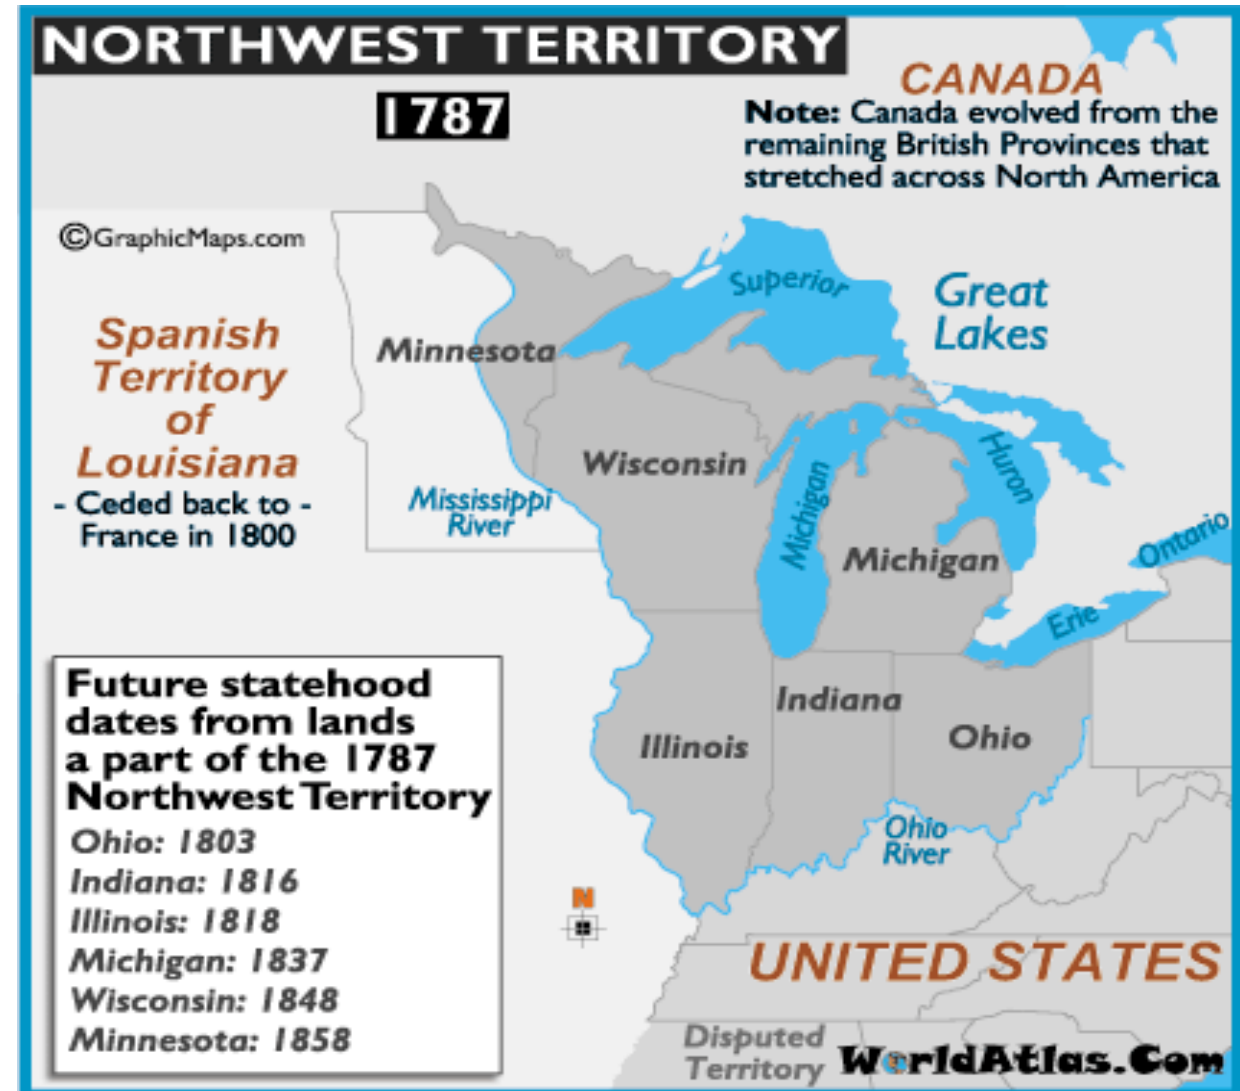 NORTHWEST TERRITORY
1787
CANADA
Note: Canada evolved from the
remaining British Provinces that
stretched across North America
©GraphicMaps.com
Superior
Great
Lakes
Spanish
Territory
of
Louisiana
- Ceded back to -
France in 1800
Minnesota
Wisconsin
Mississippi
River
Michigan
Huron
Michigan
Ontario
Erie
Indiana
Illinois
Ohio
Ohio
River
Future statehood
dates from lands
a part of the 1787
Northwest Territory
Ohio: 1803
Indiana: 1816
Illinois: 1818
Michigan: 1837
Wisconsin: 1848
Minnesota: 1858
N
UNITED STATES
Disputed
Territory
WorldAtlas.Com